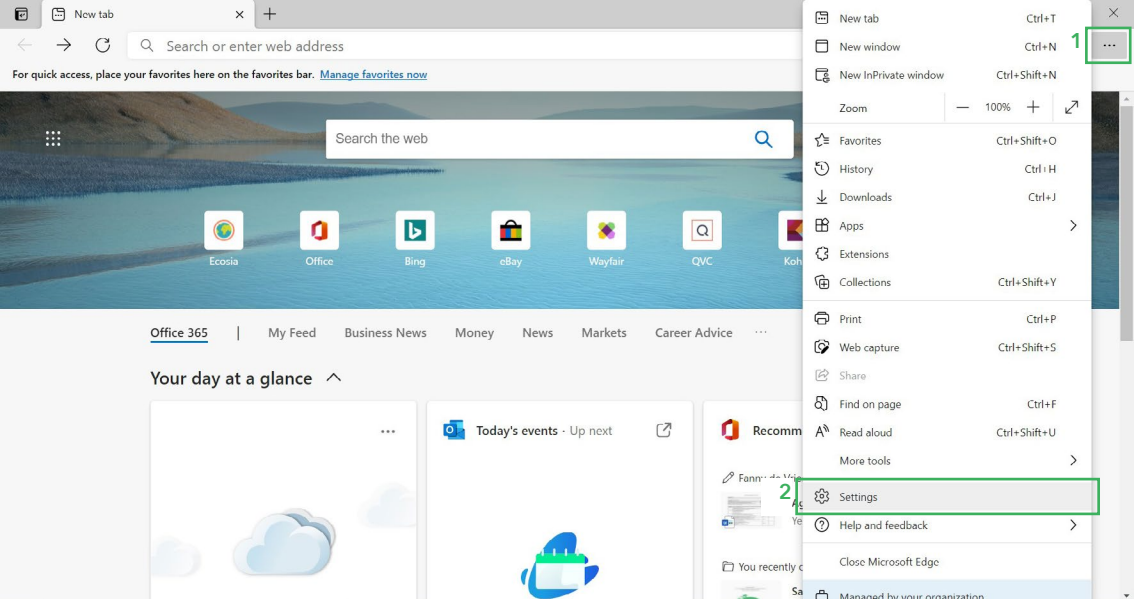 New tab
Search or enter web address
For quick access, place your favorites here on the favorites bar. Manage favorites now
Search the web
Ecosia
Office
Bing
eBay
Wayfair
QVC
Koh
Office 365 | My Feed Business News Money News Markets Career Advice ...
Your day at a glance
Today's events · Up next
Recomm
You recently
Sa
1
New tab Ctrl+T
New window Ctrl+N
New InPrivate window Ctrl+Shift+N
Zoom — 100% +
Favorites Ctrl+Shift+O
History Ctrl+H
Downloads Ctrl+J
Apps
Extensions
Collections Ctrl+Shift+Y
Print Ctrl+P
Web capture Ctrl+Shift+S
Share
Find on page Ctrl+F
Read aloud Ctrl+Shift+U
More tools
2
Settings
Help and feedback
Close Microsoft Edge
Managed by your organization